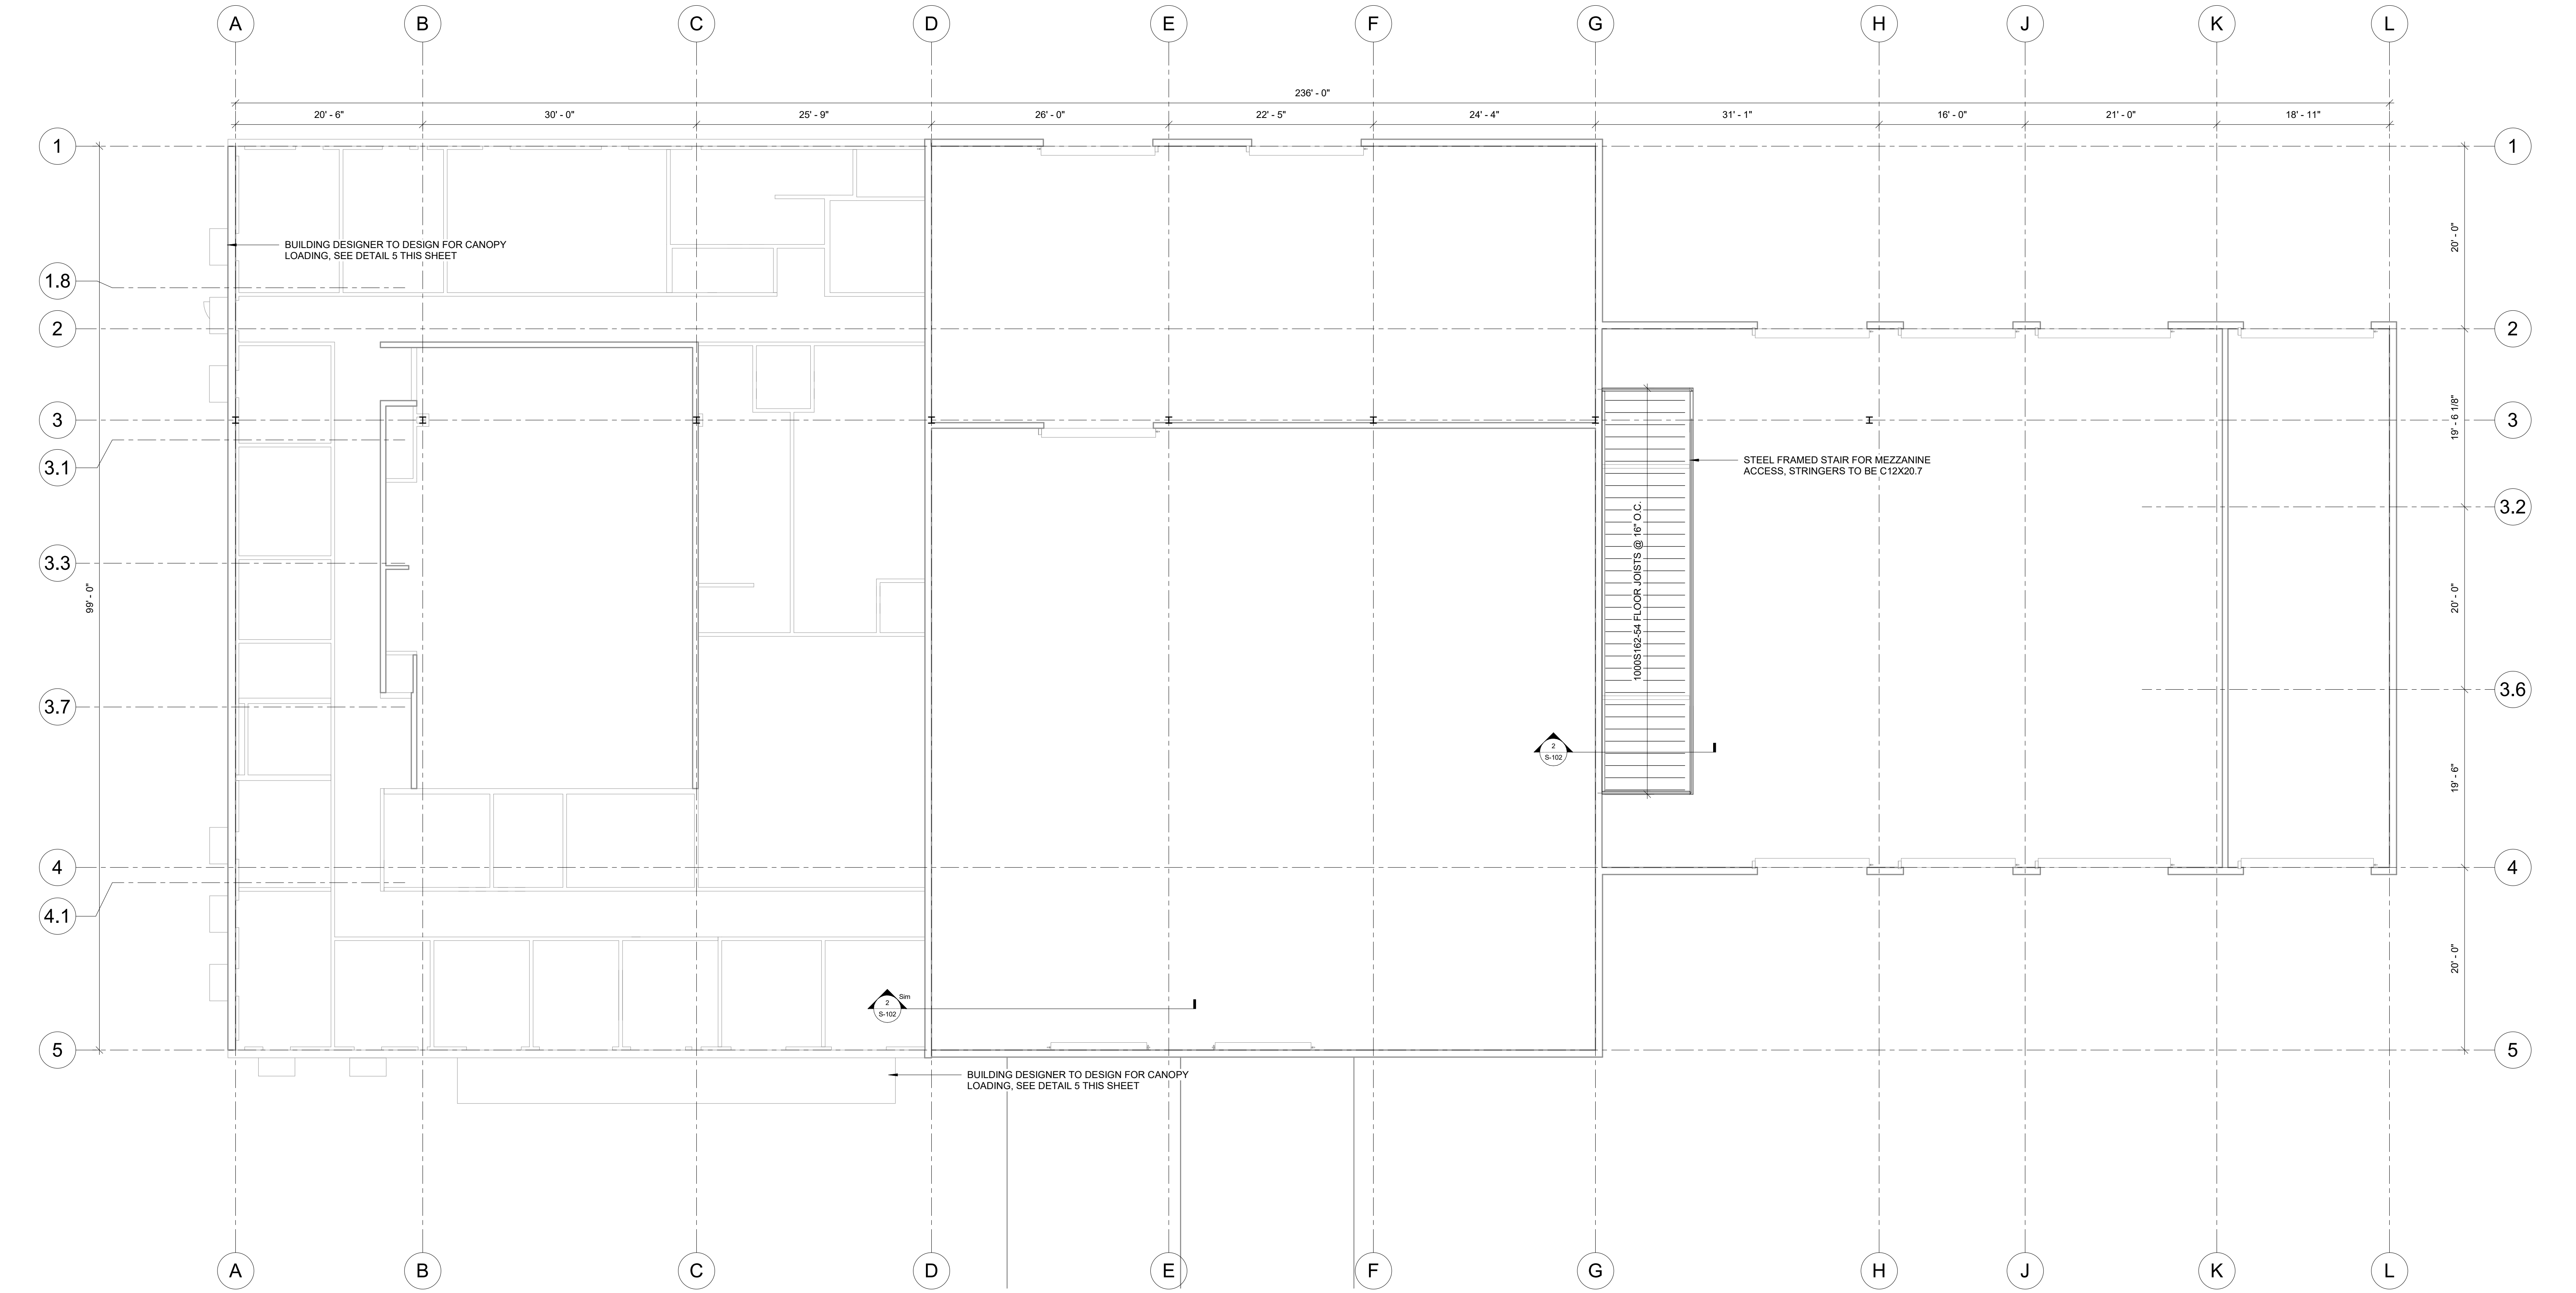 A B C D E F G H J K L
236' - 0"
20' - 6" 30' - 0" 25' - 9" 26' - 0" 22' - 5" 24' - 4" 31' - 1" 16' - 0" 21' - 0" 18' - 11"
1 1
20' - 0"
BUILDING DESIGNER TO DESIGN FOR CANOPY
LOADING, SEE DETAIL 5 THIS SHEET
1.8
2 2
19' - 6 1/8"
3 3
3.1
STEEL FRAMED STAIR FOR MEZZANINE
ACCESS, STRINGERS TO BE C12X20.7
3.2
3.3
1000S162-54 FLOOR JOISTS @ 16" O.C.
99' - 0"
20' - 0"
3.6
3.7
2
S-102
19' - 6"
4 4
4.1
20' - 0"
Sim
2
S-102
5 5
BUILDING DESIGNER TO DESIGN FOR CANOPY
LOADING, SEE DETAIL 5 THIS SHEET
A B C D E F G H J K L